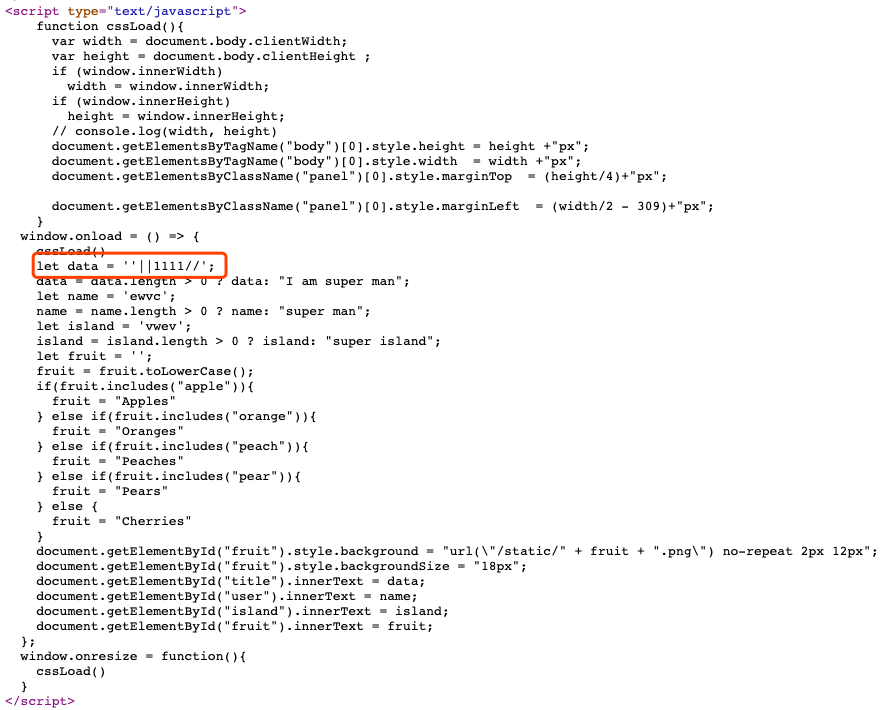 <script type="text/javascript">
    function cssLoad(){
      var width = document.body.clientWidth;
      var height = document.body.clientHeight ;
      if (window.innerWidth)
        width = window.innerWidth;
      if (window.innerHeight)
        height = window.innerHeight;
      // console.log(width, height)
      document.getElementsByTagName("body")[0].style.height = height +"px";
      document.getElementsByTagName("body")[0].style.width  = width +"px";
      document.getElementsByClassName("panel")[0].style.marginTop  = (height/4)+"px";
      document.getElementsByClassName("panel")[0].style.marginLeft  = (width/2 - 309)+"px";
    }
  window.onload = () => {
    cssLoad()
    let data = ''||1111//';
    data = data.length > 0 ? data: "I am super man";
    let name = 'ewvc';
    name = name.length > 0 ? name: "super man";
    let island = 'vwev';
    island = island.length > 0 ? island: "super island";
    let fruit = '';
    fruit = fruit.toLowerCase();
    if(fruit.includes("apple")){
      fruit = "Apples"
    } else if(fruit.includes("orange")){
      fruit = "Oranges"
    } else if(fruit.includes("peach")){
      fruit = "Peaches"
    } else if(fruit.includes("pear")){
      fruit = "Pears"
    } else {
      fruit = "Cherries"
    }
    document.getElementById("fruit").style.background = "url(\"/static/" + fruit + ".png\") no-repeat 2px 12px";
    document.getElementById("fruit").style.backgroundSize = "18px";
    document.getElementById("title").innerText = data;
    document.getElementById("user").innerText = name;
    document.getElementById("island").innerText = island;
    document.getElementById("fruit").innerText = fruit;
  };
  window.onresize = function(){
    cssLoad()
  }
</script>